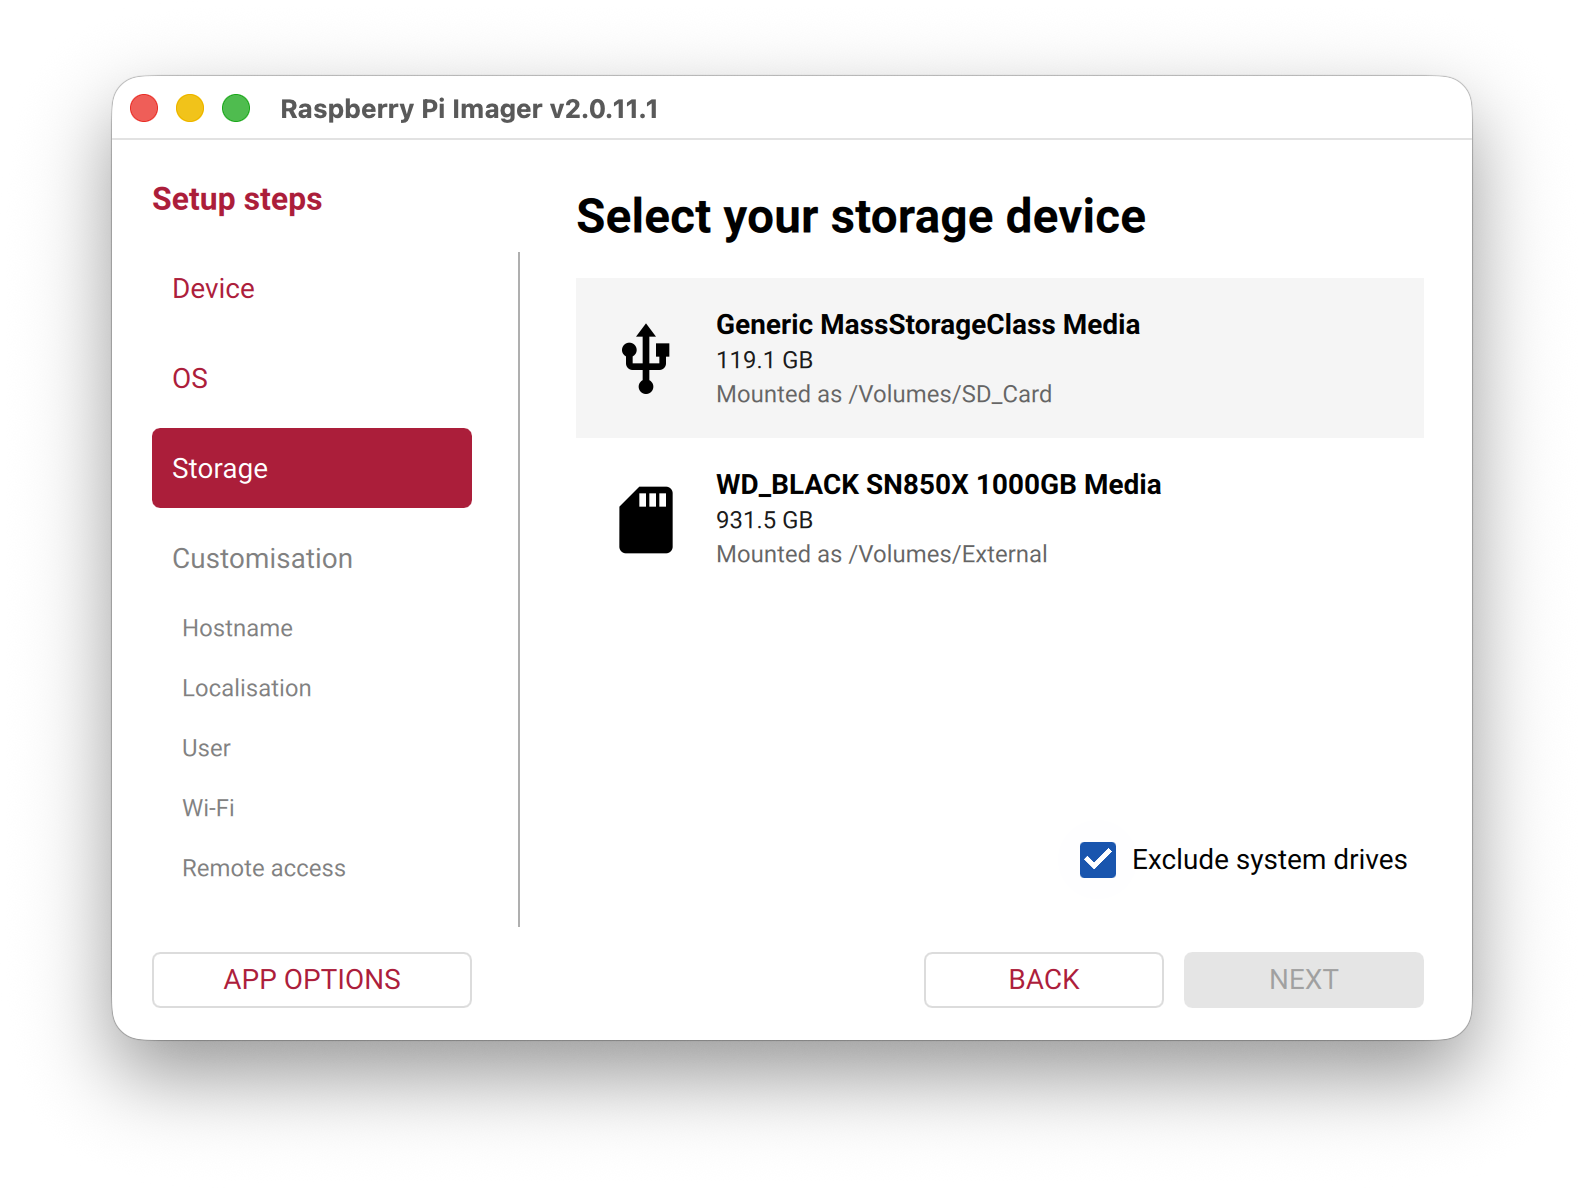 Raspberry Pi Imager v2.0.11.1
Setup steps
Device
OS
Storage
Customisation
Hostname
Localisation
User
Wi-Fi
Remote access
APP OPTIONS
Select your storage device
Generic MassStorageClass Media
119.1 GB
Mounted as /Volumes/SD_Card
WD_BLACK SN850X 1000GB Media
931.5 GB
Mounted as /Volumes/External
Exclude system drives
BACK
NEXT